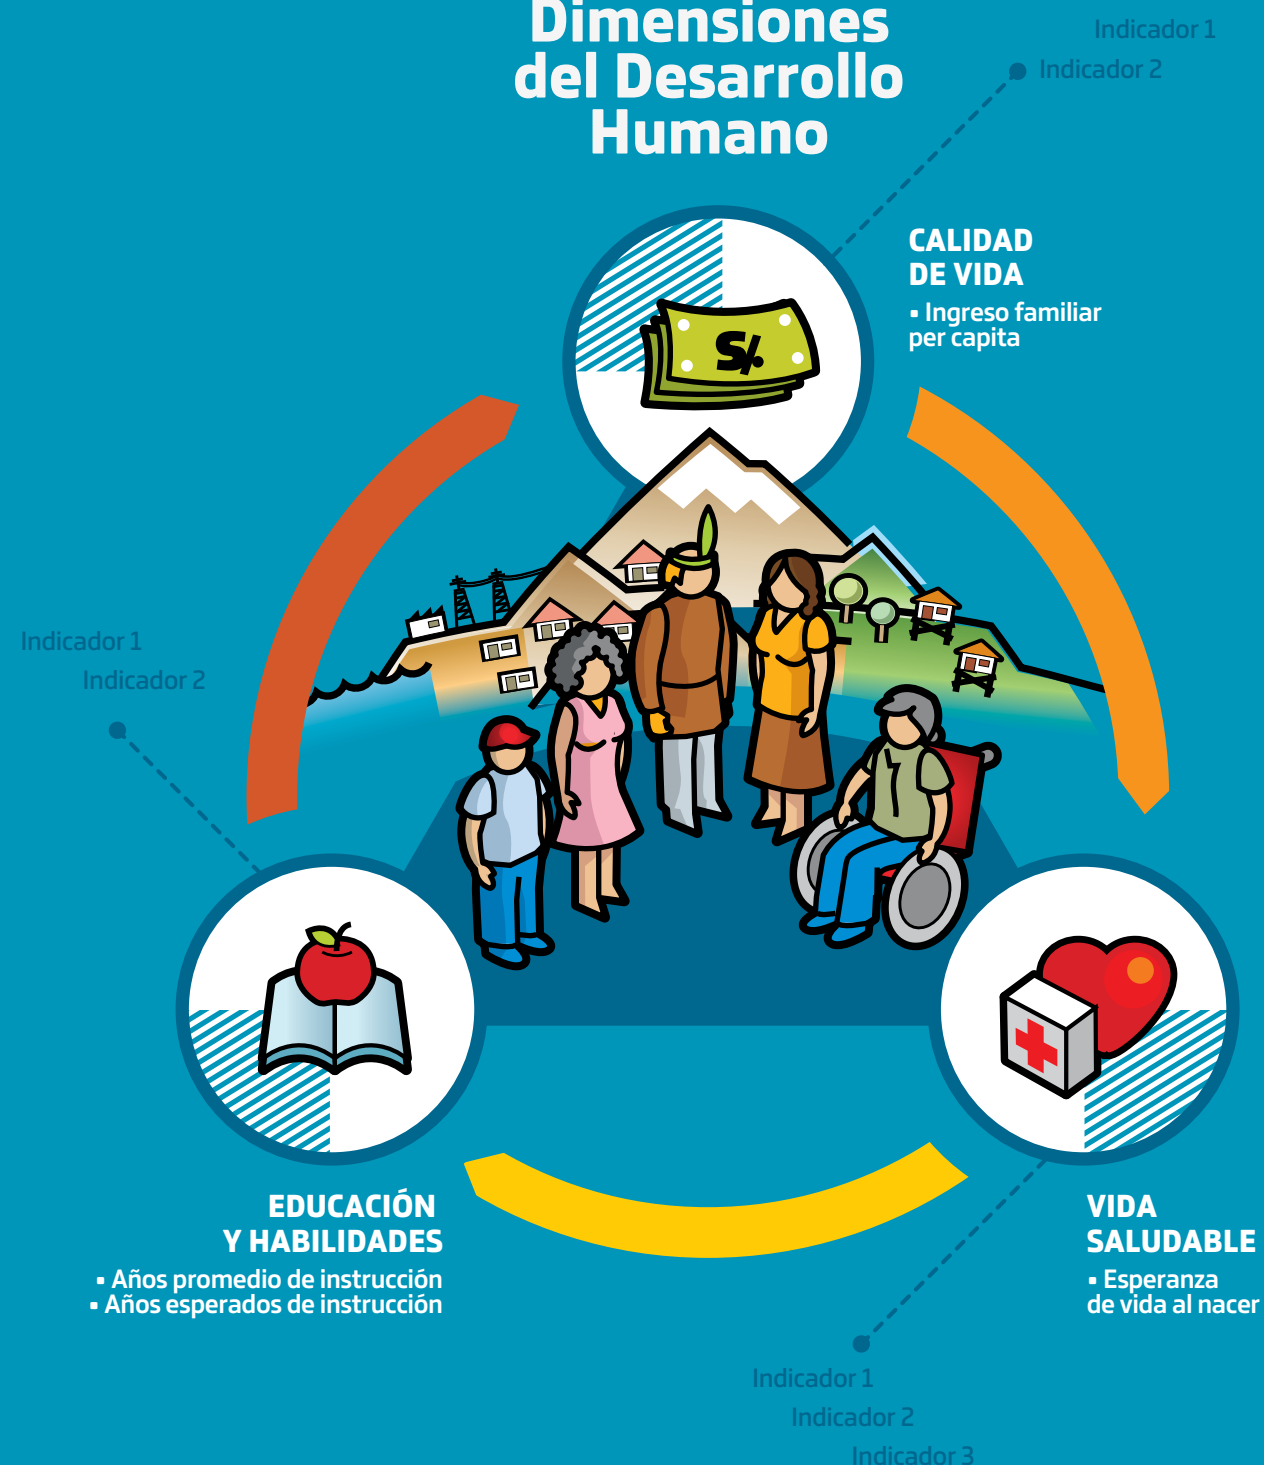 Dimensiones
del Desarrollo
Humano
Indicador 1
Indicador 2
CALIDAD
DE VIDA
▪ Ingreso familiar
per capita
S/.
Indicador 1
Indicador 2
EDUCACIÓN
Y HABILIDADES
▪ Años promedio de instrucción
▪ Años esperados de instrucción
VIDA
SALUDABLE
▪ Esperanza
de vida al nacer
Indicador 1
Indicador 2
Indicador 3